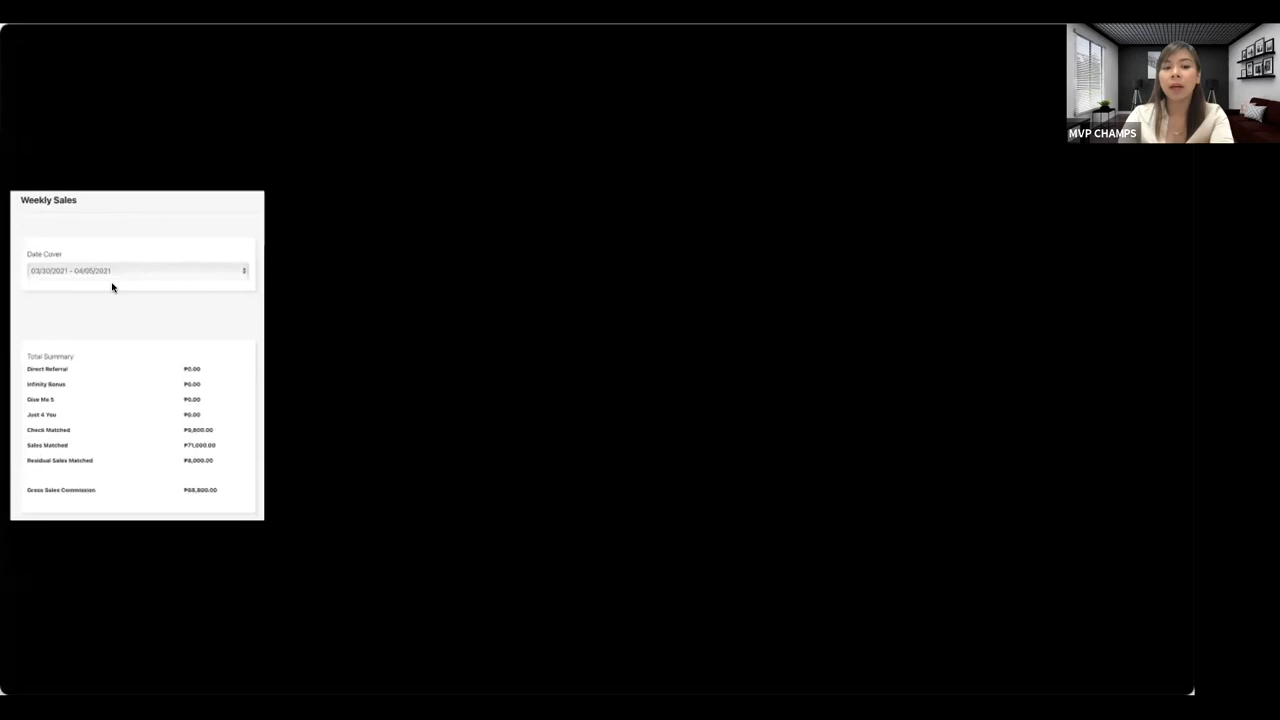 MVP CHAMPS
Weekly Sales
Date Cover
03/30/2021 - 04/05/2021
Total Summary
Direct Referral ₱0.00
Infinity Bonus ₱0.00
Give Me 5 ₱0.00
Just 4 You ₱0.00
Check Matched ₱9,800.00
Sales Matched ₱71,000.00
Residual Sales Matched ₱8,000.00
Gross Sales Commission ₱88,800.00